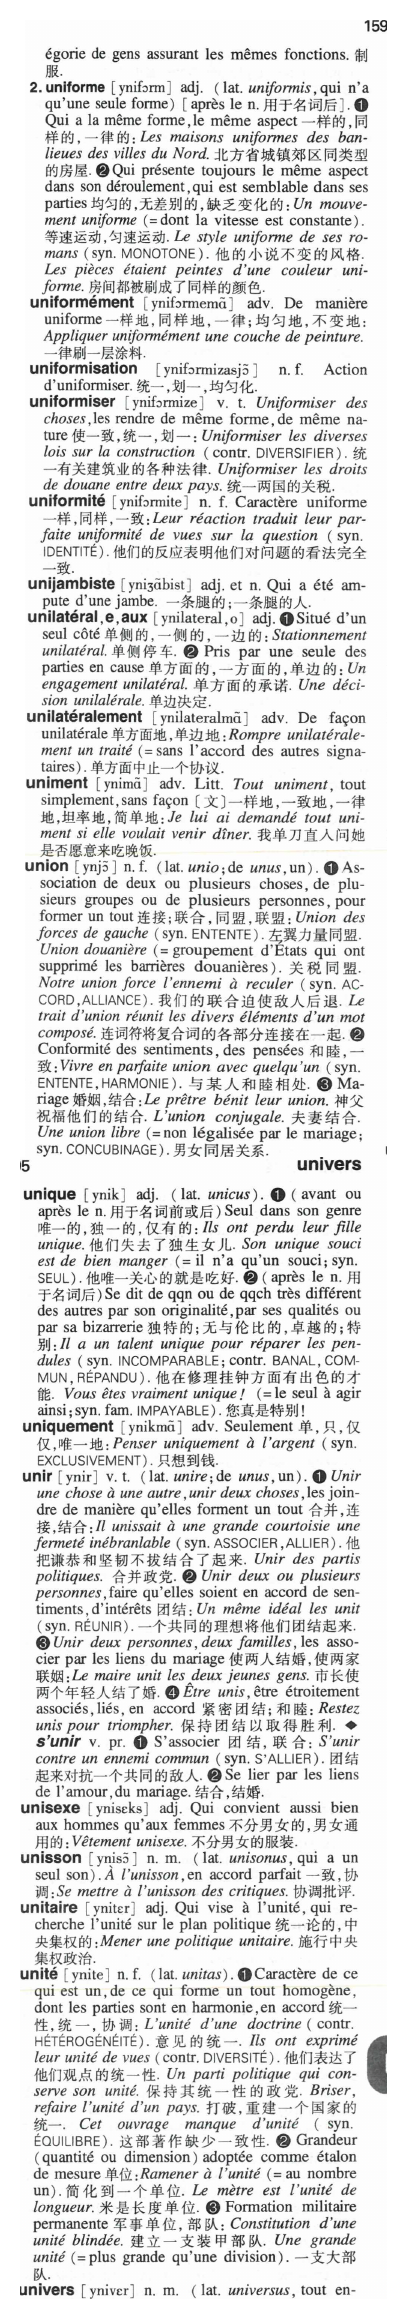 159
égorie de gens assurant les mêmes fonctions. 制
服.
2. uniforme [ynifɔrm] adj. (lat. uniformis, qui n'a
qu'une seule forme) [après le n. 用于名词后]. ❶
Qui a la même forme, le même aspect 一样的,同
样的,一律的: Les maisons uniformes des ban-
lieues des villes du Nord. 北方省城镇郊区同类型
的房屋. ❷ Qui présente toujours le même aspect
dans son déroulement, qui est semblable dans ses
parties 均匀的,无差别的,缺乏变化的: Un mouve-
ment uniforme (= dont la vitesse est constante).
等速运动,匀速运动. Le style uniforme de ses ro-
mans (syn. MONOTONE). 他的小说不变的风格.
Les pièces étaient peintes d'une couleur uni-
forme. 房间都被刷成了同样的颜色.
uniformément [ynifɔrmemɑ̃] adv. De manière
uniforme 一样地,同样地,一律;均匀地,不变地:
Appliquer uniformément une couche de peinture.
一律刷一层涂料.
uniformisation [ynifɔrmizasjɔ̃] n. f. Action
d'uniformiser. 统一,划一,均匀化.
uniformiser [ynifɔrmize] v. t. Uniformiser des
choses, les rendre de même forme, de même na-
ture 使一致,统一,划一: Uniformiser les diverses
lois sur la construction (contr. DIVERSIFIER). 统
一有关建筑业的各种法律. Uniformiser les droits
de douane entre deux pays. 统一两国的关税.
uniformité [ynifɔrmite] n. f. Caractère uniforme
一样,同样,一致: Leur réaction traduit leur par-
faite uniformité de vues sur la question (syn.
IDENTITÉ). 他们的反应表明他们对问题的看法完全
一致.
unijambiste [yniʒɑ̃bist] adj. et n. Qui a été am-
pute d'une jambe. 一条腿的;一条腿的人.
unilatéral, e, aux [ynilateral, o] adj. ❶ Situé d'un
seul côté 单侧的,一侧的,一边的: Stationnement
unilatéral. 单侧停车. ❷ Pris par une seule des
parties en cause 单方面的,一方面的,单边的: Un
engagement unilatéral. 单方面的承诺. Une déci-
sion unilalérale. 单边决定.
unilatéralement [ynilateralmɑ̃] adv. De façon
unilatérale 单方面地,单边地: Rompre unilatérale-
ment un traité (= sans l'accord des autres signa-
taires). 单方面中止一个协议.
uniment [ynimɑ̃] adv. Litt. Tout uniment, tout
simplement, sans façon [文]一样地,一致地,一律
地,坦率地,简单地: Je lui ai demandé tout uni-
ment si elle voulait venir dîner. 我单刀直人问她
是否愿意来吃晚饭.
union [ynjɔ̃] n. f. (lat. unio; de unus, un). ❶ As-
sociation de deux ou plusieurs choses, de plu-
sieurs groupes ou de plusieurs personnes, pour
former un tout 连接;联合,同盟,联盟: Union des
forces de gauche (syn. ENTENTE). 左翼力量同盟.
Union douanière (= groupement d'États qui ont
supprimé les barrières douanières). 关税同盟.
Notre union force l'ennemi à reculer (syn. AC-
CORD, ALLIANCE). 我们的联合迫使敌人后退. Le
trait d'union réunit les divers éléments d'un mot
composé. 连词符将复合词的各部分连接在一起. ❷
Conformité des sentiments, des pensées 和睦,一
致: Vivre en parfaite union avec quelqu'un (syn.
ENTENTE, HARMONIE). 与某人和睦相处. ❸ Ma-
riage 婚姻,结合: Le prêtre bénit leur union. 神父
祝福他们的结合. L'union conjugale. 夫妻结合.
Une union libre (= non légalisée par le mariage;
syn. CONCUBINAGE). 男女同居关系.
95 univers
unique [ynik] adj. (lat. unicus). ❶ (avant ou
après le n. 用于名词前或后) Seul dans son genre
唯一的,独一的,仅有的: Ils ont perdu leur fille
unique. 他们失去了独生女儿. Son unique souci
est de bien manger (= il n'a qu'un souci; syn.
SEUL). 他唯一关心的就是吃好. ❷ (après le n. 用
于名词后) Se dit de qqn ou de qqch très différent
des autres par son originalité, par ses qualités ou
par sa bizarrerie 独特的;无与伦比的,卓越的;特
别: Il a un talent unique pour réparer les pen-
dules (syn. INCOMPARABLE; contr. BANAL, COM-
MUN, RÉPANDU). 他在修理挂钟方面有出色的才
能. Vous êtes vraiment unique! (= le seul à agir
ainsi; syn. fam. IMPAYABLE). 您真是特别!
uniquement [ynikmɑ̃] adv. Seulement 单,只,仅
仅,唯一地: Penser uniquement à l'argent (syn.
EXCLUSIVEMENT). 只想到钱.
unir [ynir] v. t. (lat. unire; de unus, un). ❶ Unir
une chose à une autre, unir deux choses, les join-
dre de manière qu'elles forment un tout 合并,连
接,结合: Il unissait à une grande courtoisie une
fermeté inébranlable (syn. ASSOCIER, ALLIER). 他
把谦恭和坚韧不拔结合了起来. Unir des partis
politiques. 合并政党. ❷ Unir deux ou plusieurs
personnes, faire qu'elles soient en accord de sen-
timents, d'intérêts 团结: Un même idéal les unit
(syn. RÉUNIR). 一个共同的理想将他们团结起来.
❸ Unir deux personnes, deux familles, les asso-
cier par les liens du mariage 使两人结婚,使两家
联姻: Le maire unit les deux jeunes gens. 市长使
两个年轻人结了婚. ❹ Être unis, être étroitement
associés, liés, en accord 紧密团结;和睦: Restez
unis pour triompher. 保持团结以取得胜利. ◆
s'unir v. pr. ❶ S'associer 团结,联合: S'unir
contre un ennemi commun (syn. S'ALLIER). 团结
起来对抗一个共同的敌人. ❷ Se lier par les liens
de l'amour, du mariage. 结合,结婚.
unisexe [yniseks] adj. Qui convient aussi bien
aux hommes qu'aux femmes 不分男女的,男女通
用的: Vêtement unisexe. 不分男女的服装.
unisson [ynisɔ̃] n. m. (lat. unisonus, qui a un
seul son). À l'unisson, en accord parfait 一致,协
调: Se mettre à l'unisson des critiques. 协调批评.
unitaire [ynitɛr] adj. Qui vise à l'unité, qui re-
cherche l'unité sur le plan politique 统一论的,中
央集权的: Mener une politique unitaire. 施行中央
集权政治.
unité [ynite] n. f. (lat. unitas). ❶ Caractère de ce
qui est un, de ce qui forme un tout homogène,
dont les parties sont en harmonie, en accord 统一
性,统一,协调: L'unité d'une doctrine (contr.
HÉTÉROGÉNÉITÉ). 意见的统一. Ils ont exprimé
leur unité de vues (contr. DIVERSITÉ). 他们表达了
他们观点的统一性. Un parti politique qui con-
serve son unité. 保持其统一性的政党. Briser,
refaire l'unité d'un pays. 打破,重建一个国家的
统一. Cet ouvrage manque d'unité (syn.
ÉQUILIBRE). 这部著作缺少一致性. ❷ Grandeur
(quantité ou dimension) adoptée comme étalon
de mesure 单位: Ramener à l'unité (= au nombre
un). 简化到一个单位. Le mètre est l'unité de
longueur. 米是长度单位. ❸ Formation militaire
permanente 军事单位,部队: Constitution d'une
unité blindée. 建立一支装甲部队. Une grande
unité (= plus grande qu'une division). 一支大部
队.
univers [ynivɛr] n. m. (lat. universus, tout en-